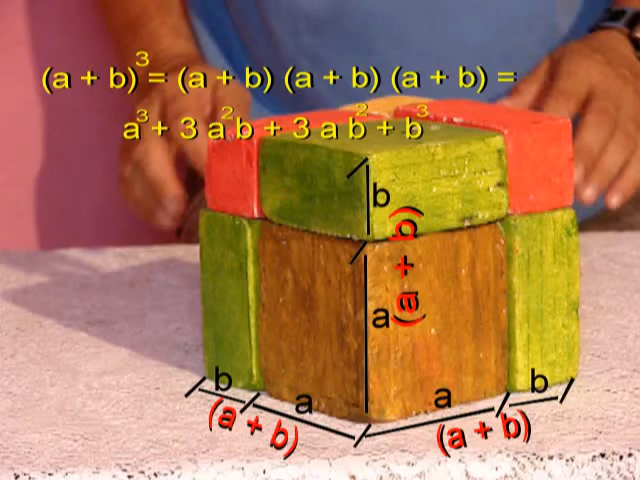 (a + b)³ = (a + b) (a + b) (a + b) =
a³ + 3 a²b + 3 a b² + b³
b
(a + b)
a
b
a
a
b
(a + b)
(a + b)